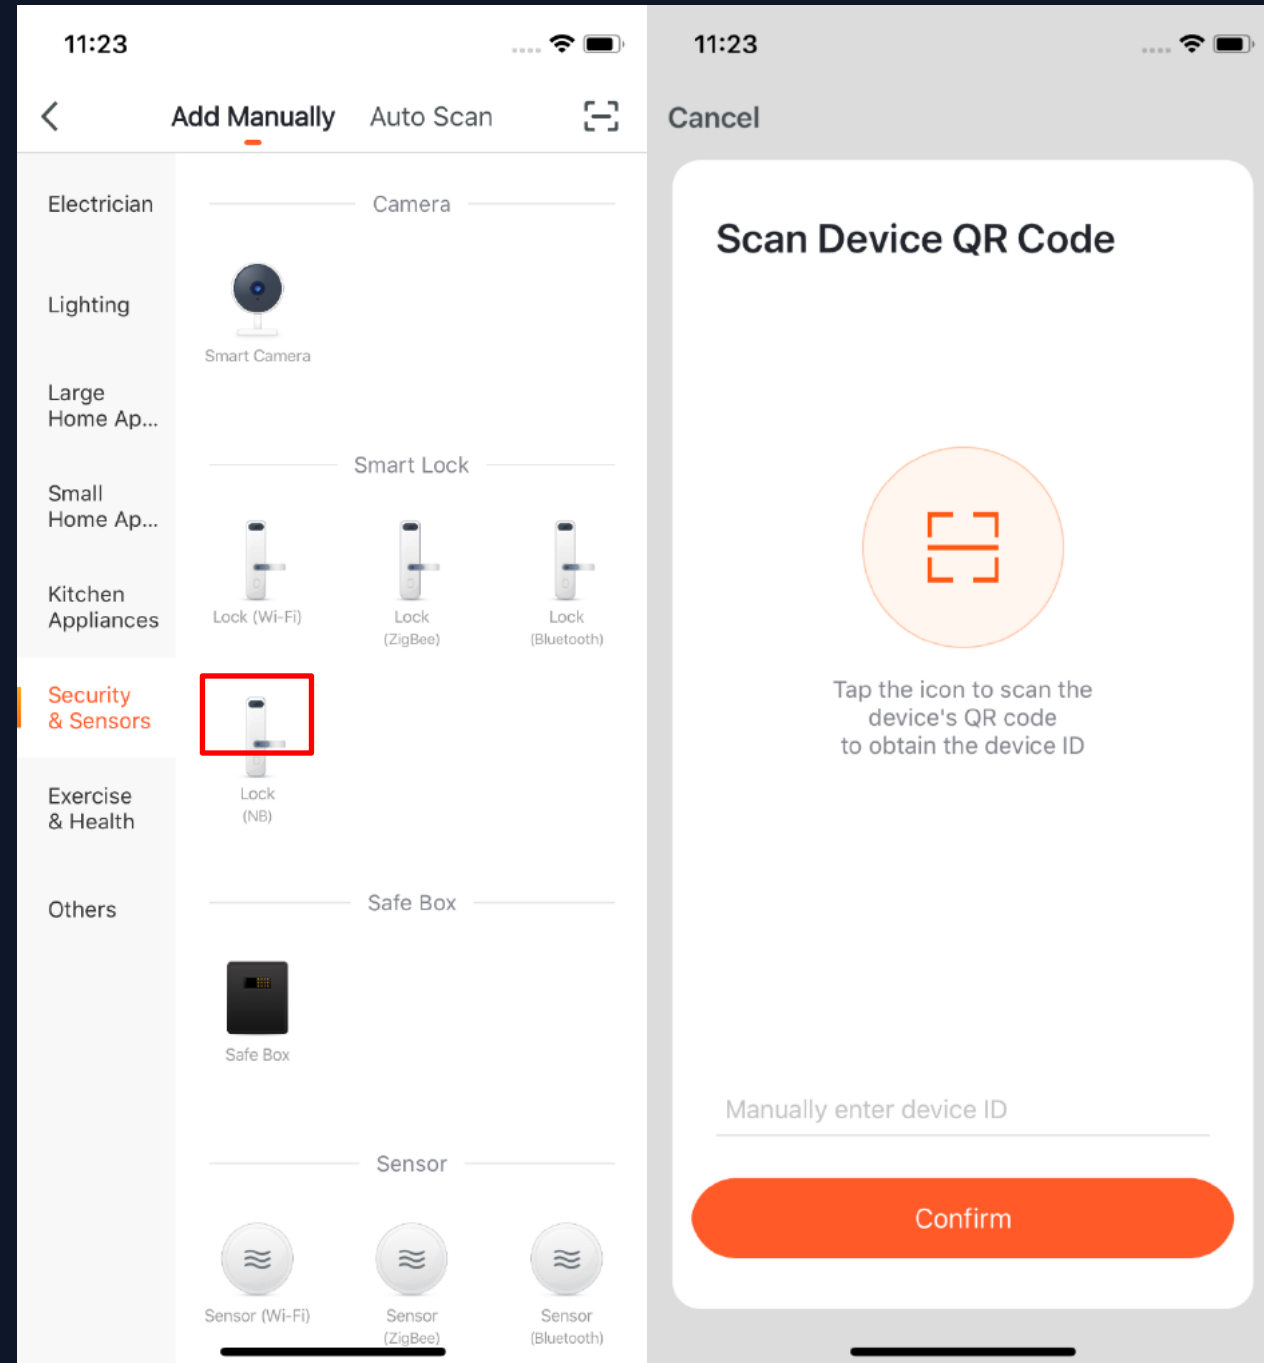 11:23
Add Manually
Auto Scan
Electrician
Lighting
Large
Home Ap...
Small
Home Ap...
Kitchen
Appliances
Security
& Sensors
Exercise
& Health
Others
Camera
Smart Camera
Smart Lock
Lock (Wi-Fi)
Lock
(ZigBee)
Lock
(Bluetooth)
Lock
(NB)
Safe Box
Safe Box
Sensor
Sensor (Wi-Fi)
Sensor
(ZigBee)
Sensor
(Bluetooth)
11:23
Cancel
Scan Device QR Code
Tap the icon to scan the
device's QR code
to obtain the device ID
Manually enter device ID
Confirm